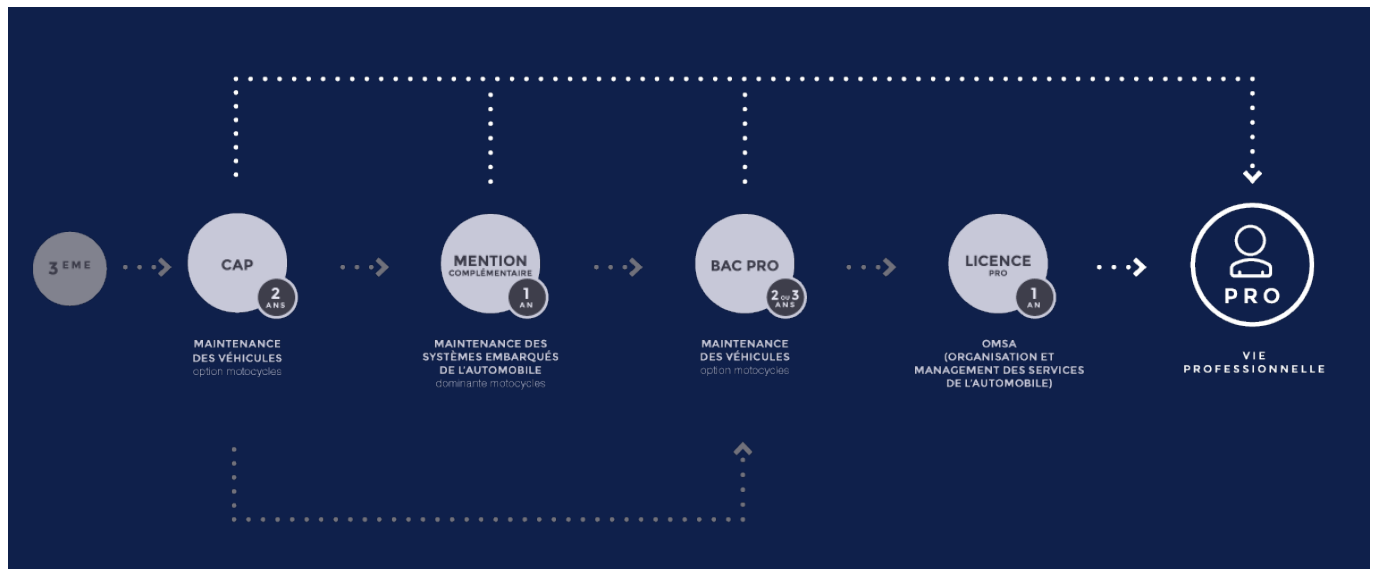 3 EME
CAP
2
ANS
MAINTENANCE
DES VÉHICULES
option motocycles
MENTION
COMPLÉMENTAIRE
1
AN
MAINTENANCE DES
SYSTÈMES EMBARQUÉS
DE L'AUTOMOBILE
dominante motocycles
BAC PRO
2 OU 3
ANS
MAINTENANCE
DES VÉHICULES
option motocycles
LICENCE
PRO
1
AN
OMSA
(ORGANISATION ET
MANAGEMENT DES SERVICES
DE L'AUTOMOBILE)
PRO
VIE
PROFESSIONNELLE